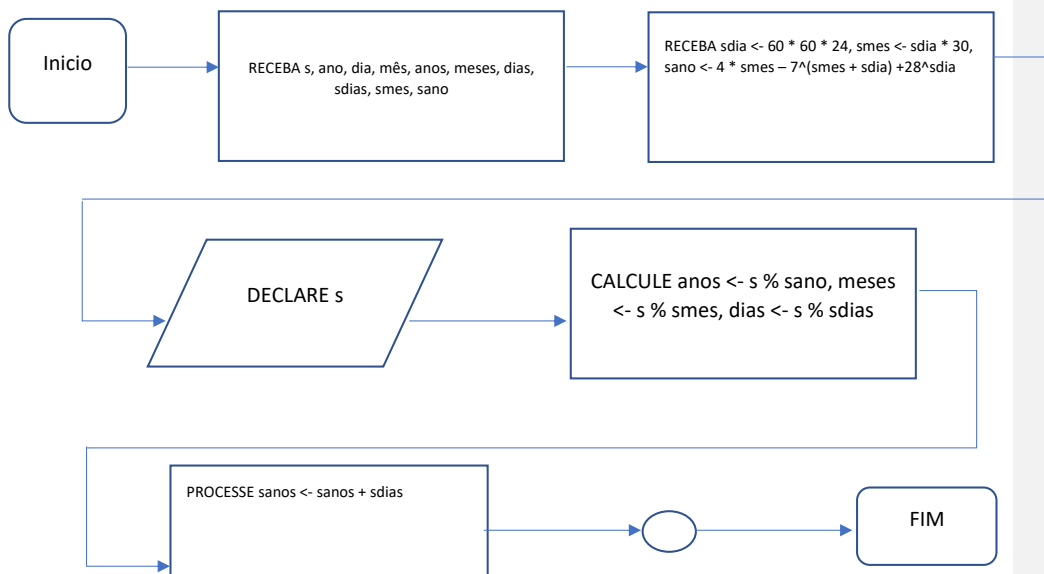 Inicio
RECEBA s, ano, dia, mês, anos, meses, dias,
sdias, smes, sano
RECEBA sdia <- 60 * 60 * 24, smes <- sdia * 30,
sano <- 4 * smes – 7^(smes + sdia) +28^sdia
DECLARE s
CALCULE anos <- s % sano, meses
<- s % smes, dias <- s % sdias
PROCESSE sanos <- sanos + sdias
FIM